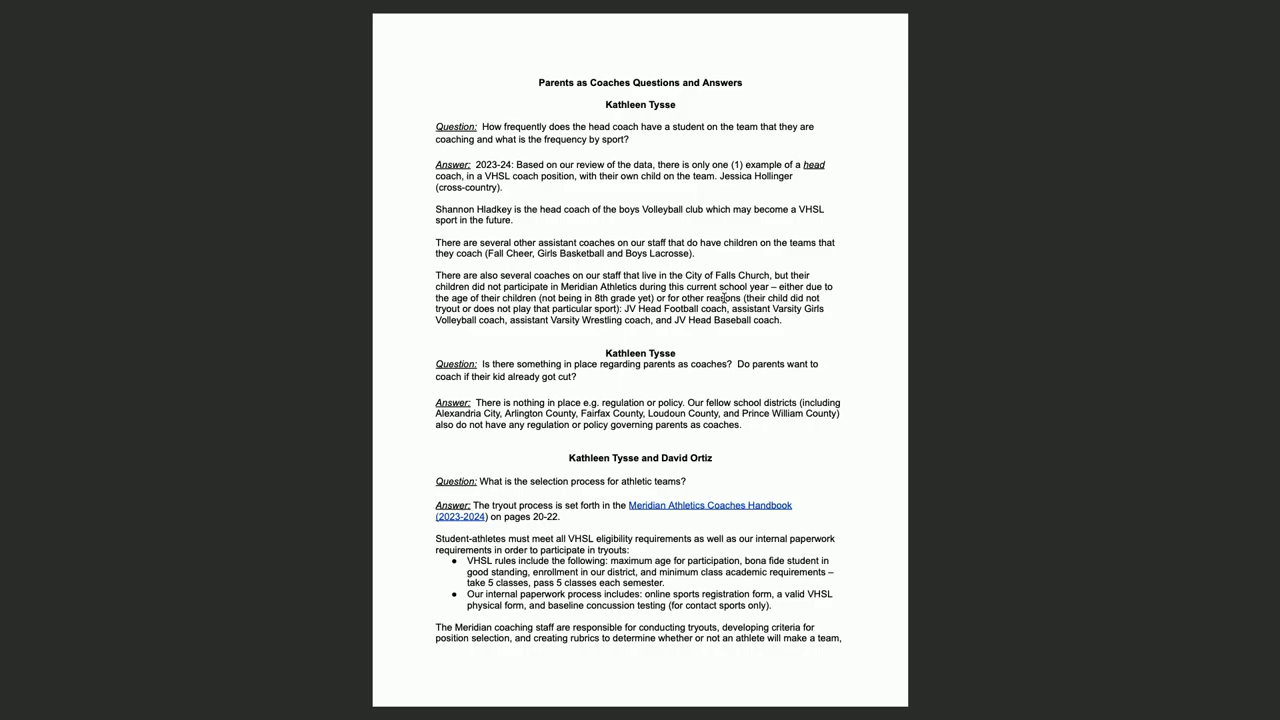 Parents as Coaches Questions and Answers
Kathleen Tysse
Question: How frequently does the head coach have a student on the team that they are
coaching and what is the frequency by sport?
Answer: 2023-24: Based on our review of the data, there is only one (1) example of a head
coach, in a VHSL coach position, with their own child on the team. Jessica Hollinger
(cross-country).
Shannon Hladkey is the head coach of the boys Volleyball club which may become a VHSL
sport in the future.
There are several other assistant coaches on our staff that do have children on the teams that
they coach (Fall Cheer, Girls Basketball and Boys Lacrosse).
There are also several coaches on our staff that live in the City of Falls Church, but their
children did not participate in Meridian Athletics during this current school year – either due to
the age of their children (not being in 8th grade yet) or for other reasons (their child did not
tryout or does not play that particular sport): JV Head Football coach, assistant Varsity Girls
Volleyball coach, assistant Varsity Wrestling coach, and JV Head Baseball coach.
Kathleen Tysse
Question: Is there something in place regarding parents as coaches? Do parents want to
coach if their kid already got cut?
Answer: There is nothing in place e.g. regulation or policy. Our fellow school districts (including
Alexandria City, Arlington County, Fairfax County, Loudoun County, and Prince William County)
also do not have any regulation or policy governing parents as coaches.
Kathleen Tysse and David Ortiz
Question: What is the selection process for athletic teams?
Answer: The tryout process is set forth in the Meridian Athletics Coaches Handbook
(2023-2024) on pages 20-22.
Student-athletes must meet all VHSL eligibility requirements as well as our internal paperwork
requirements in order to participate in tryouts:
● VHSL rules include the following: maximum age for participation, bona fide student in
good standing, enrollment in our district, and minimum class academic requirements –
take 5 classes, pass 5 classes each semester.
● Our internal paperwork process includes: online sports registration form, a valid VHSL
physical form, and baseline concussion testing (for contact sports only).
The Meridian coaching staff are responsible for conducting tryouts, developing criteria for
position selection, and creating rubrics to determine whether or not an athlete will make a team,